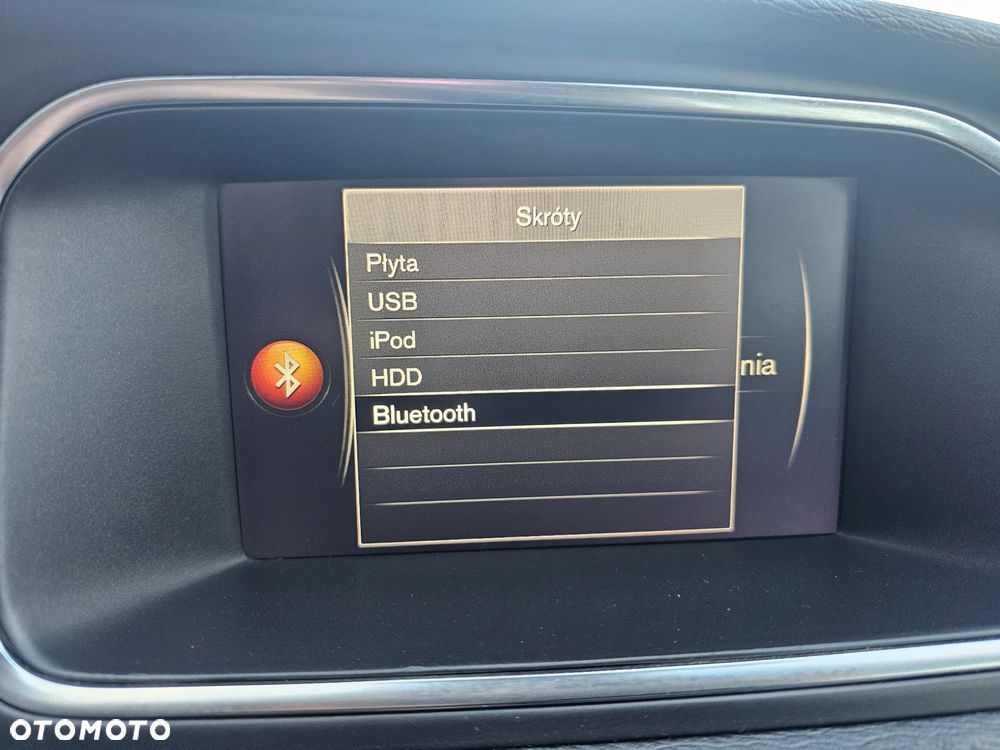 Skróty
Płyta
USB
iPod
HDD
Bluetooth
nia
OTOMOTO